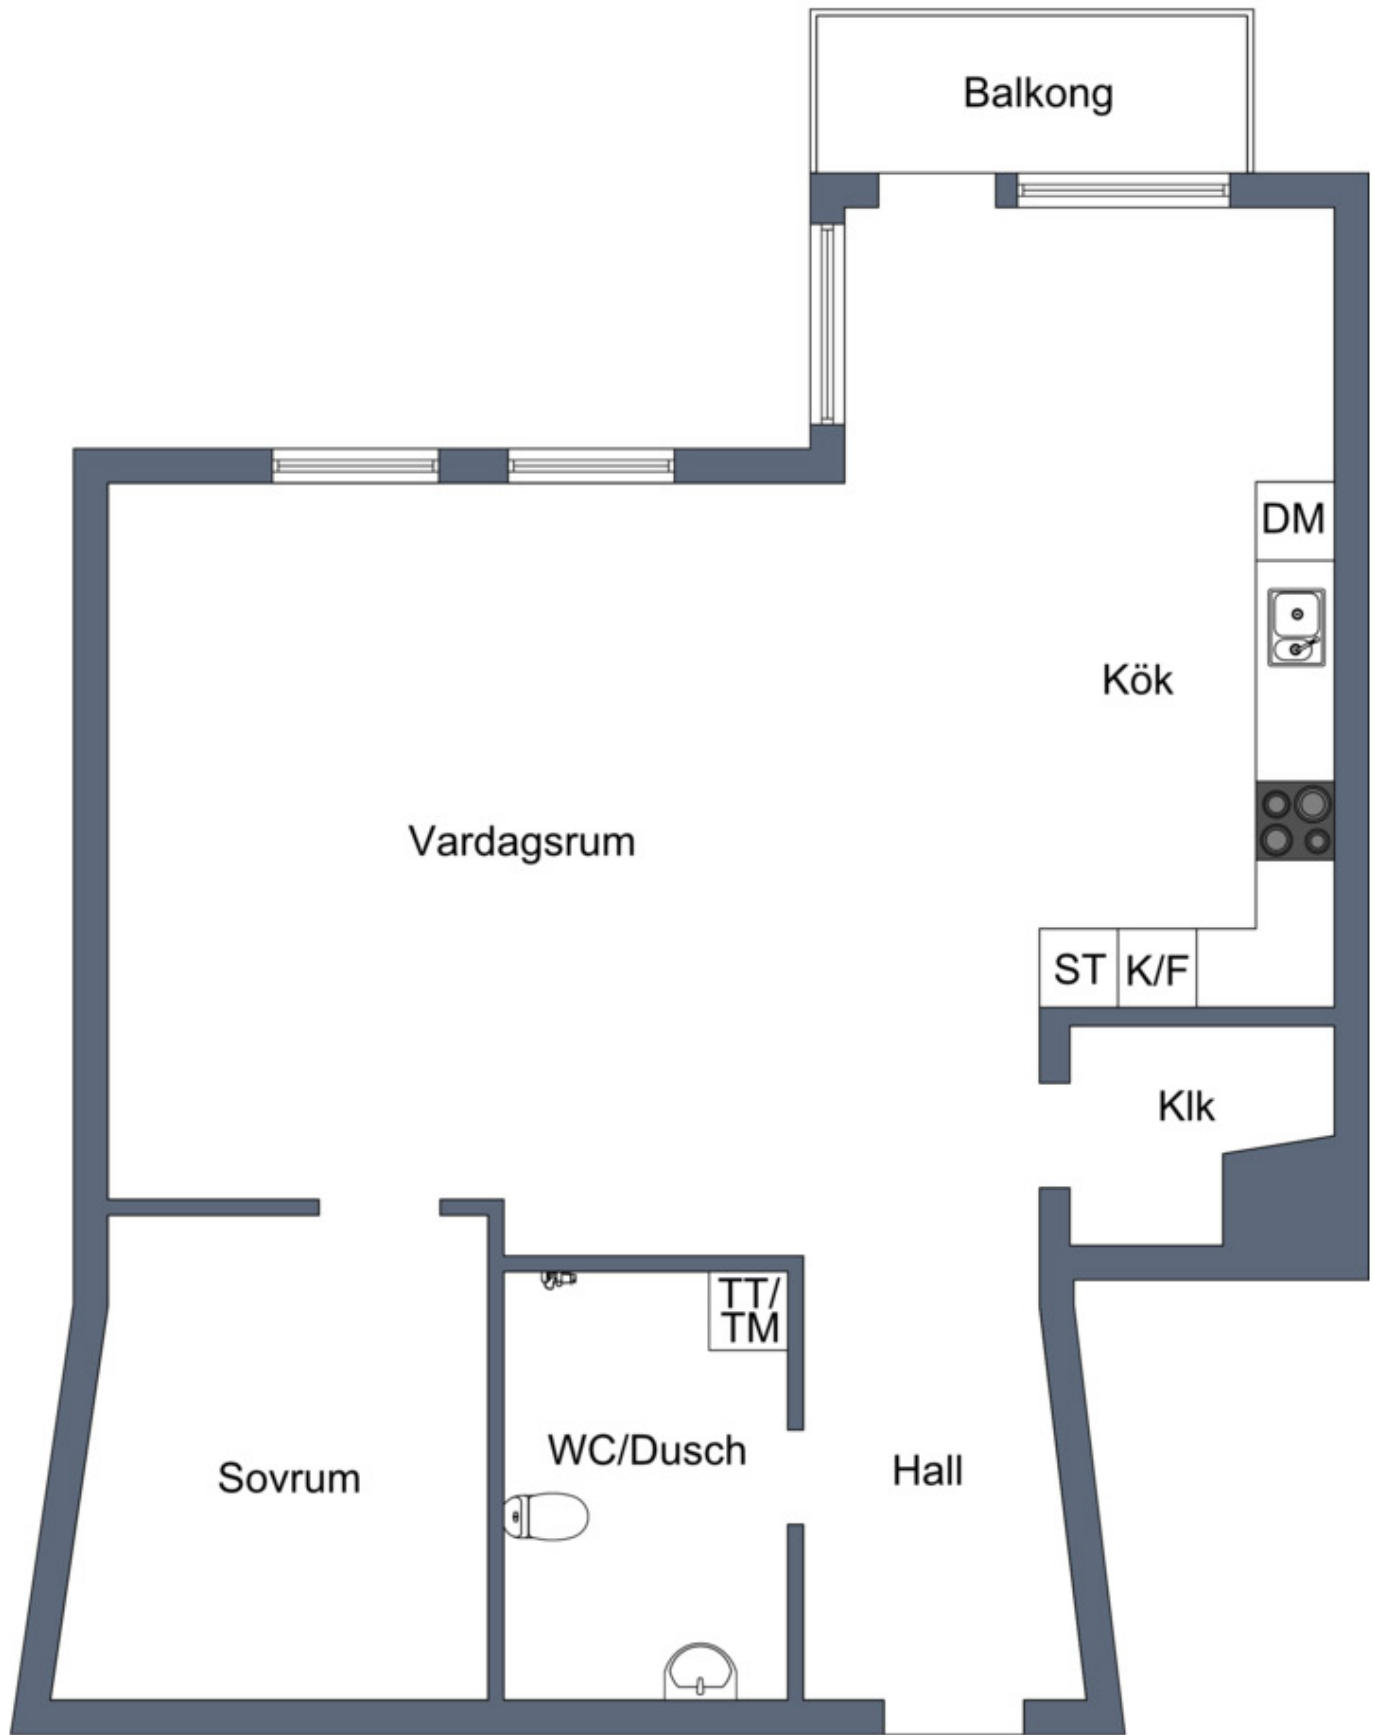 Balkong
DM
Kök
Vardagsrum
ST K/F
Klk
TT/
TM
WC/Dusch
Hall
Sovrum